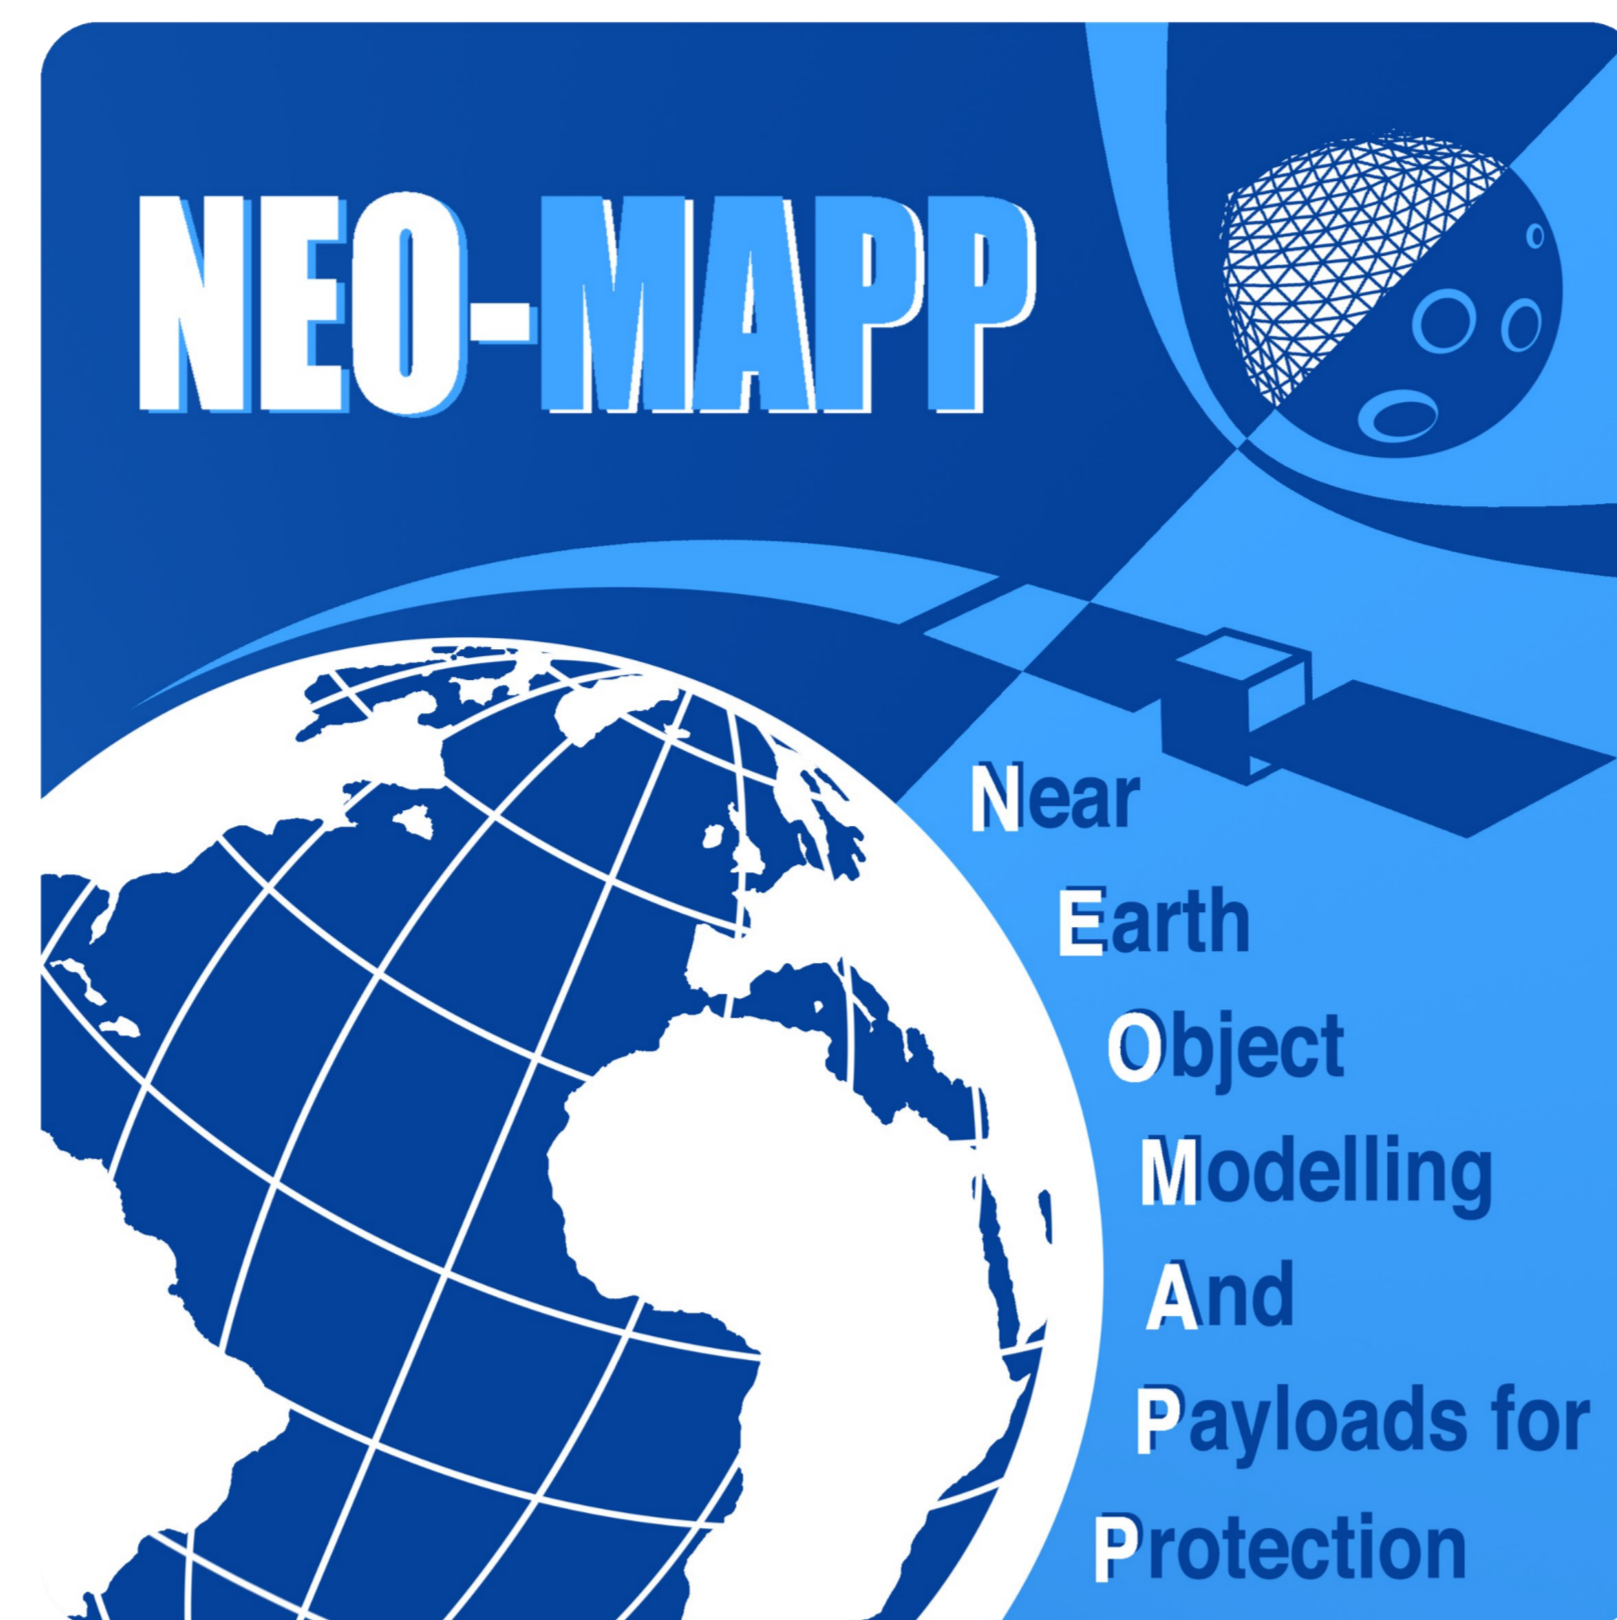 NEO-MAPP
Near
Earth
Object
Modelling
And
Payloads for
Protection